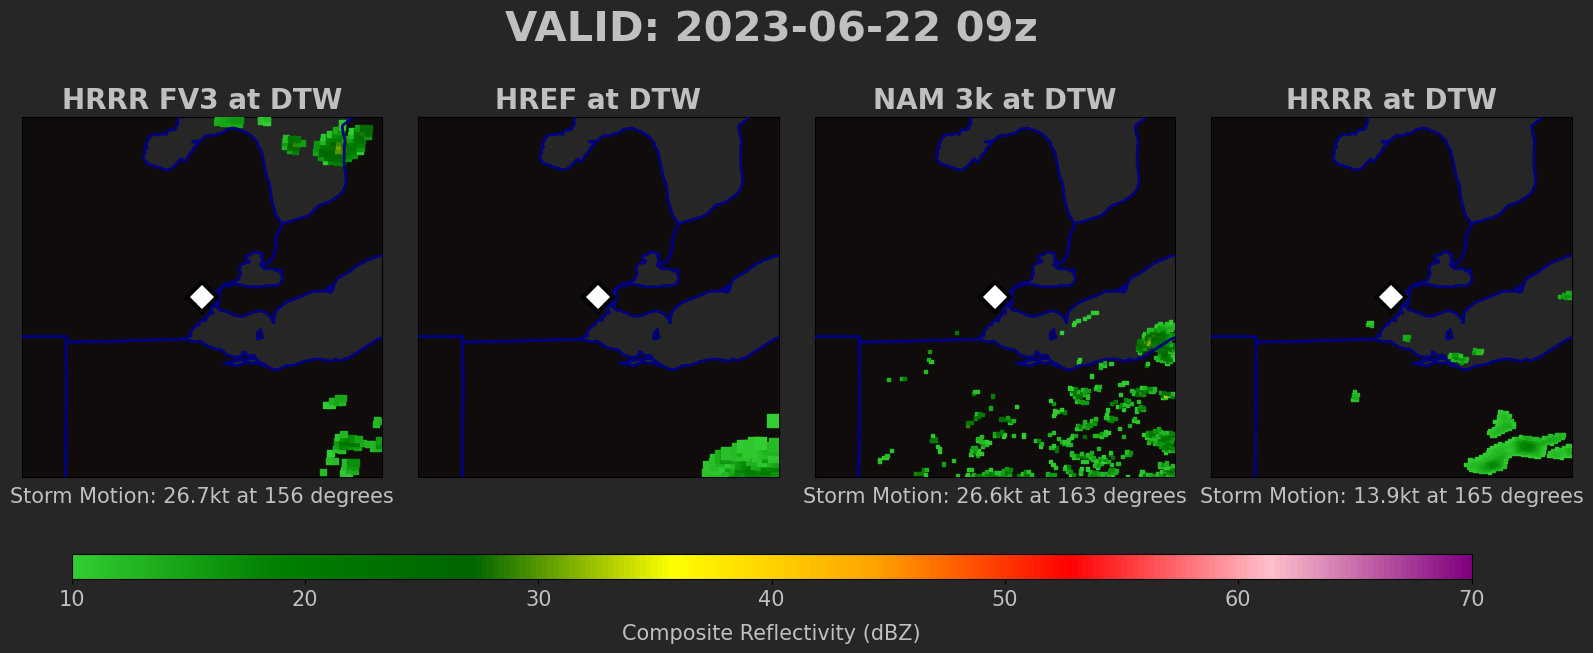 VALID: 2023-06-22 09z
HRRR FV3 at DTW
HREF at DTW
NAM 3k at DTW
HRRR at DTW
Storm Motion: 26.7kt at 156 degrees
Storm Motion: 26.6kt at 163 degrees
Storm Motion: 13.9kt at 165 degrees
10 20 30 40 50 60 70
Composite Reflectivity (dBZ)